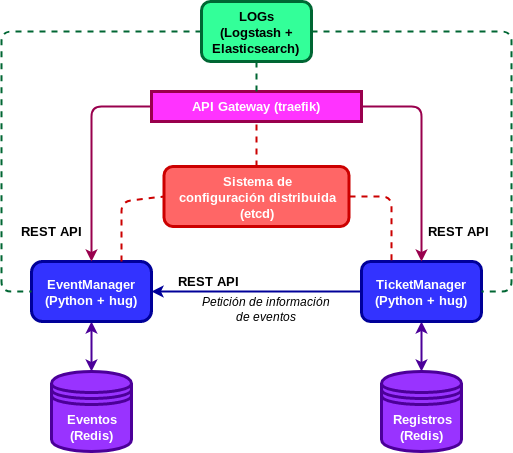 LOGs
(Logstash +
Elasticsearch)
API Gateway (traefik)
Sistema de
configuración distribuida
(etcd)
REST API
REST API
EventManager
(Python + hug)
REST API
Petición de información
de eventos
TicketManager
(Python + hug)
Eventos
(Redis)
Registros
(Redis)